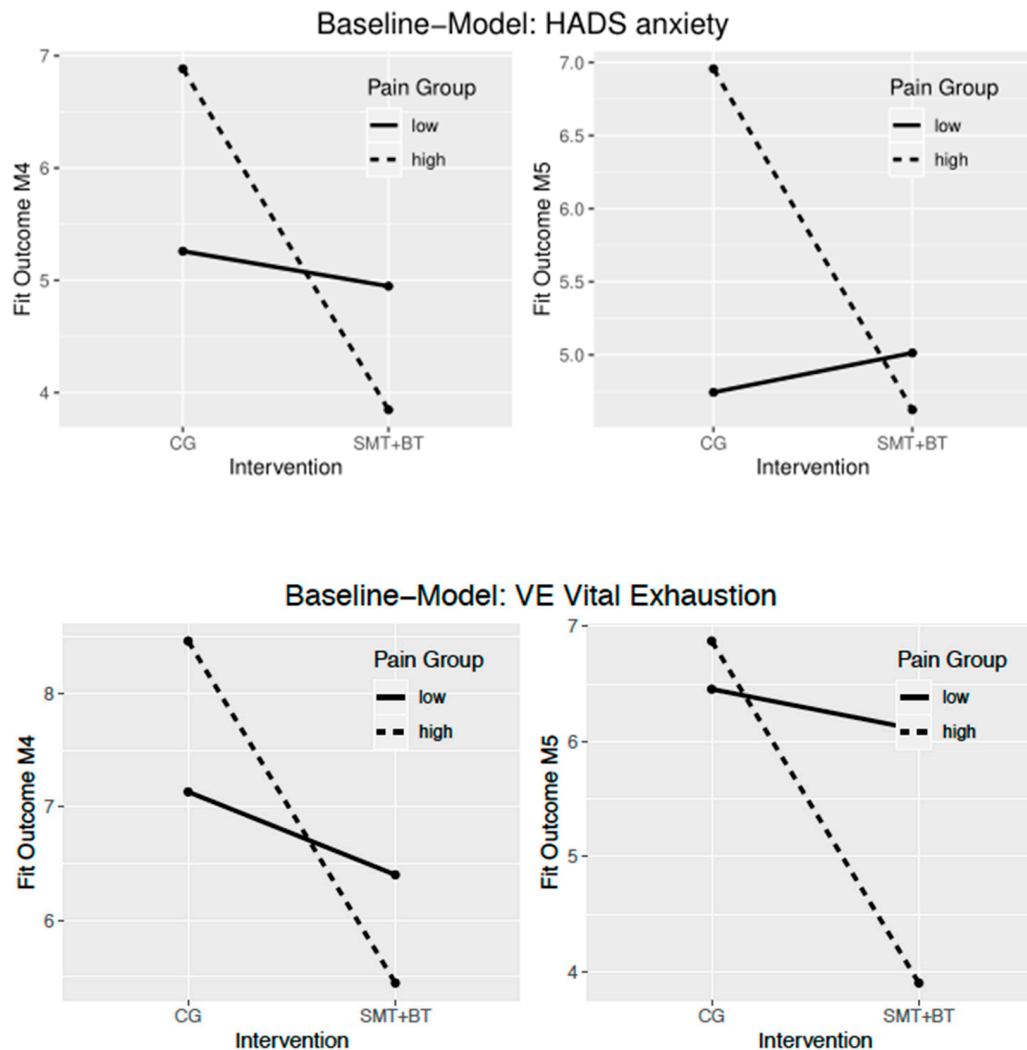 Baseline–Model: HADS anxiety
7
6
5
4
Fit Outcome M4
Pain Group
low
high
CG
SMT+BT
Intervention
7.0
6.5
6.0
5.5
5.0
Fit Outcome M5
Pain Group
low
high
CG
SMT+BT
Intervention
Baseline–Model: VE Vital Exhaustion
8
7
6
Fit Outcome M4
Pain Group
low
high
CG
SMT+BT
Intervention
7
6
5
4
Fit Outcome M5
Pain Group
low
high
CG
SMT+BT
Intervention